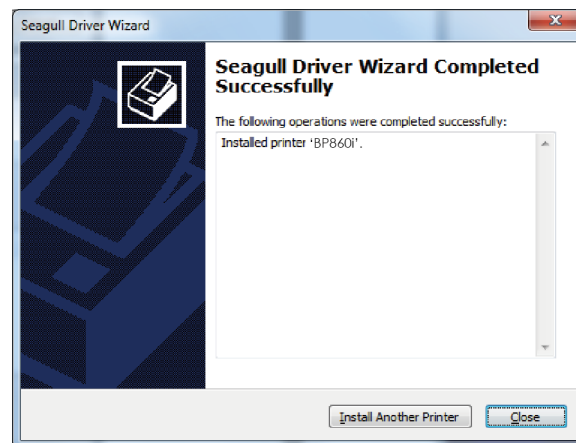 Seagull Driver Wizard
Seagull Driver Wizard Completed
Successfully
The following operations were completed successfully:
Installed printer 'BP860i'.
Install Another Printer
Close